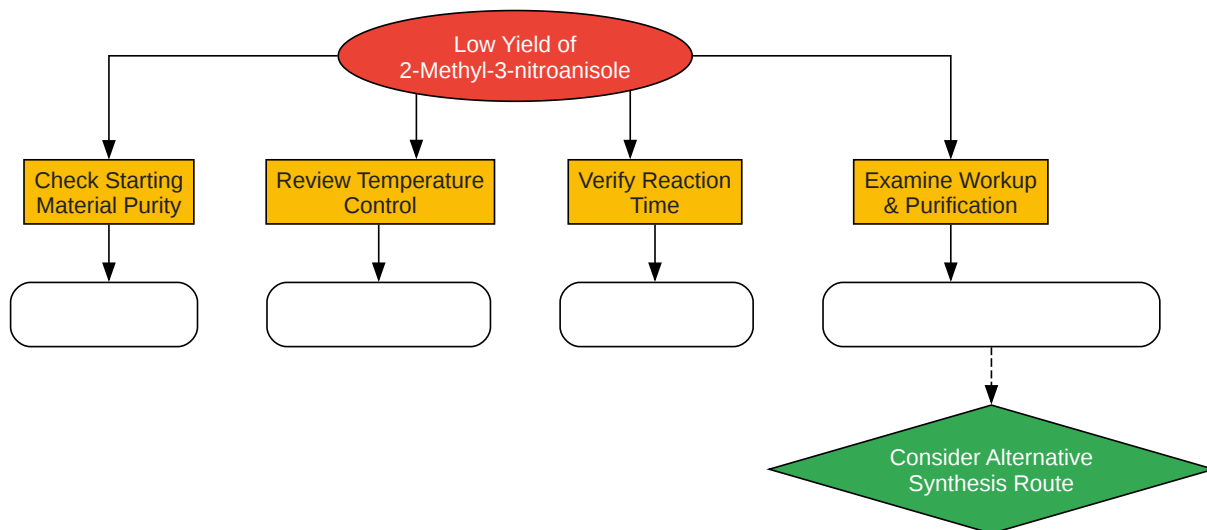 Low Yield of
2-Methyl-3-nitroanisole
Check Starting
Material Purity
Review Temperature
Control
Verify Reaction
Time
Examine Workup
& Purification
Consider Alternative
Synthesis Route